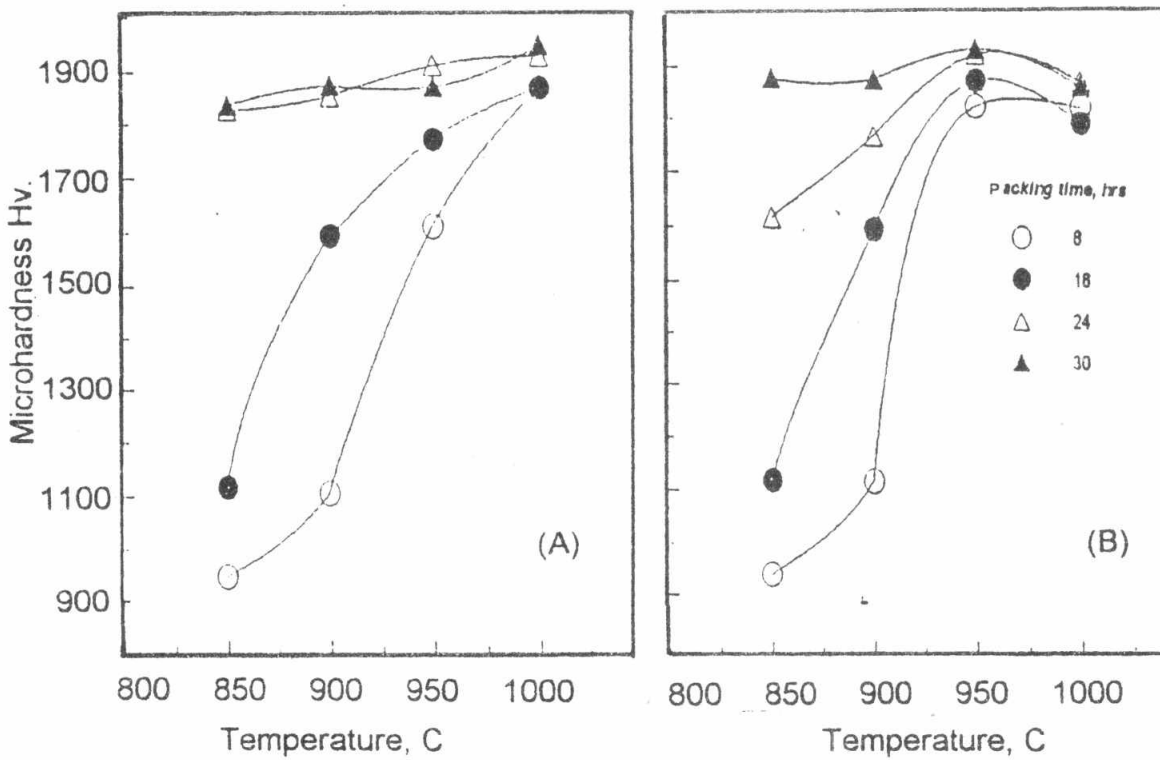 Microhardness Hv.
1900
1700
1500
1300
1100
900
(A)
800 850 900 950 1000
Temperature, C
Packing time, hrs
8
18
24
30
(B)
800 850 900 950 1000
Temperature, C